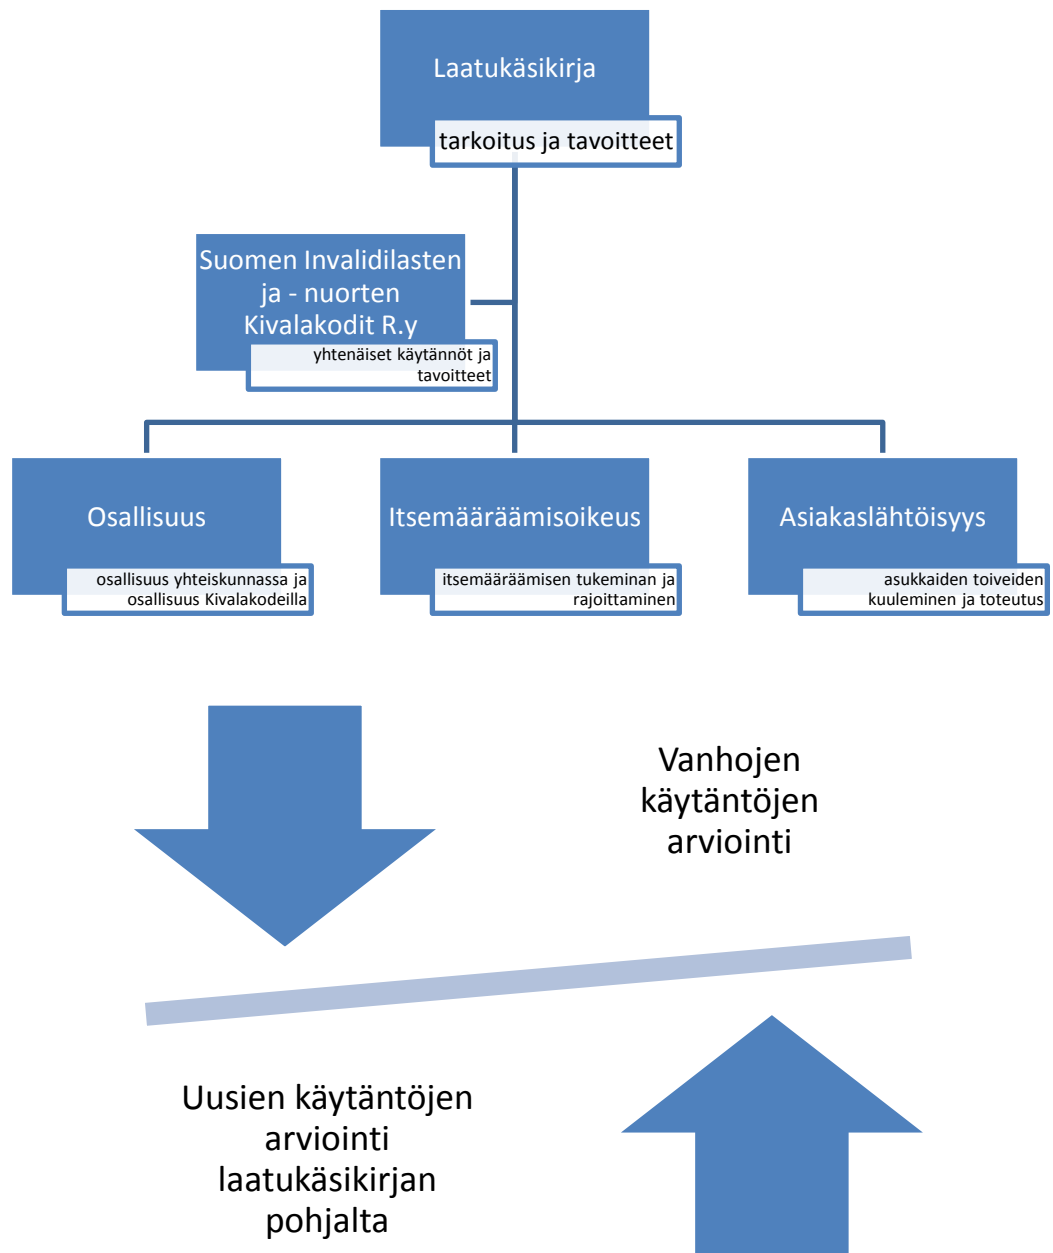 Laatukäsikirja
tarkoitus ja tavoitteet
Suomen Invalidilasten
ja - nuorten
Kivalakodit R.y
yhtenäiset käytännöt ja
tavoitteet
Osallisuus
osallisuus yhteiskunnassa ja
osallisuus Kivalakodeilla
Itsemääräämisoikeus
itsemääräämisen tukeminan ja
rajoittaminen
Asiakaslähtöisyys
asukkaiden toiveiden
kuuleminen ja toteutus
Vanhojen
käytäntöjen
arviointi
Uusien käytäntöjen
arviointi
laatukäsikirjan
pohjalta